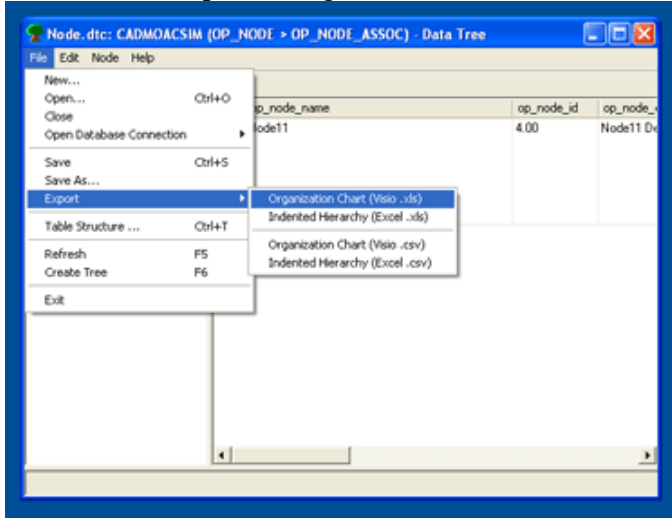 Node.dtc: CADMOACSIM (OP_NODE > OP_NODE_ASSOC) - Data Tree
File Edit Node Help
New...
Open... Ctrl+O
Close
Open Database Connection
Save Ctrl+S
Save As...
Export
Table Structure ... Ctrl+T
Refresh F5
Create Tree F6
Exit
Organization Chart (Visio .xls)
Indented Hierarchy (Excel .xls)
Organization Chart (Visio .csv)
Indented Hierarchy (Excel .csv)
op_node_name op_node_id op_node_
Node11 4.00 Node11 De